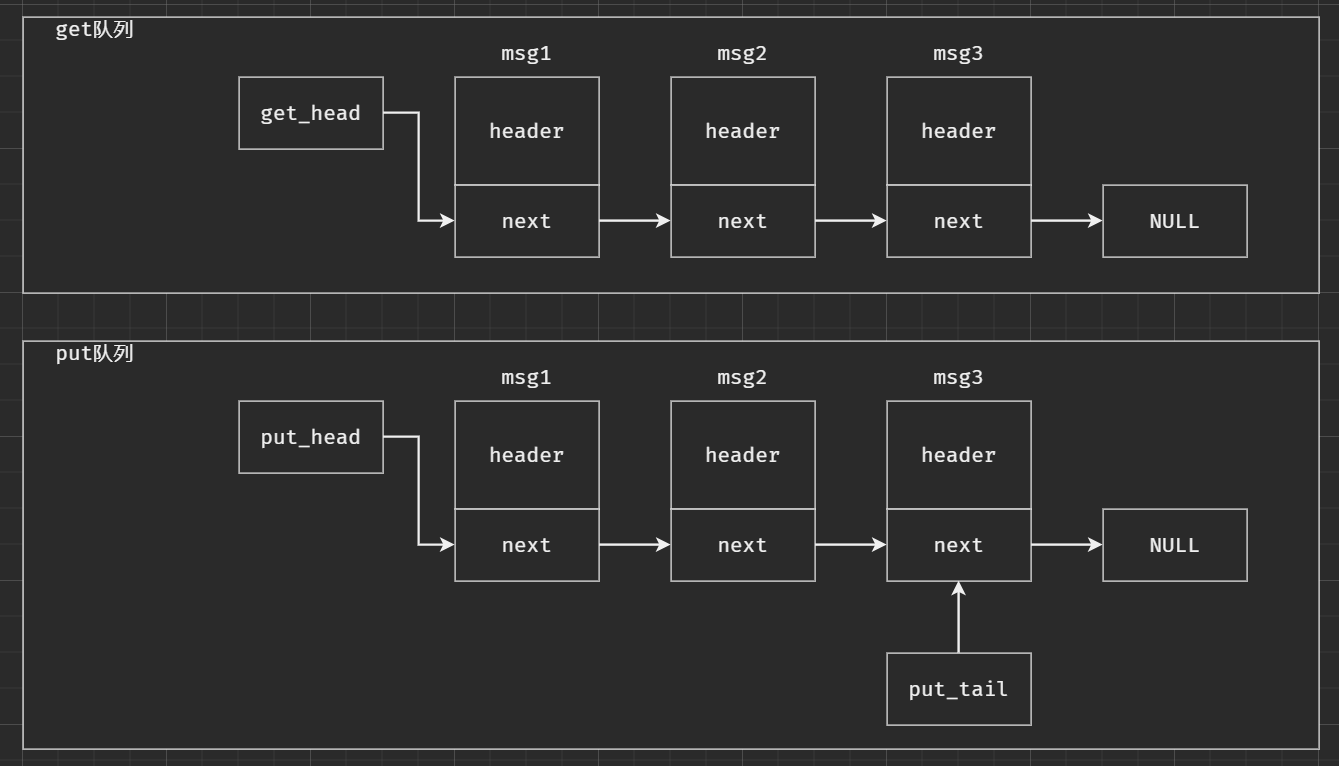 get队列
msg1 msg2 msg3
get_head header header header
next next next NULL
put队列
msg1 msg2 msg3
put_head header header header
next next next NULL
put_tail